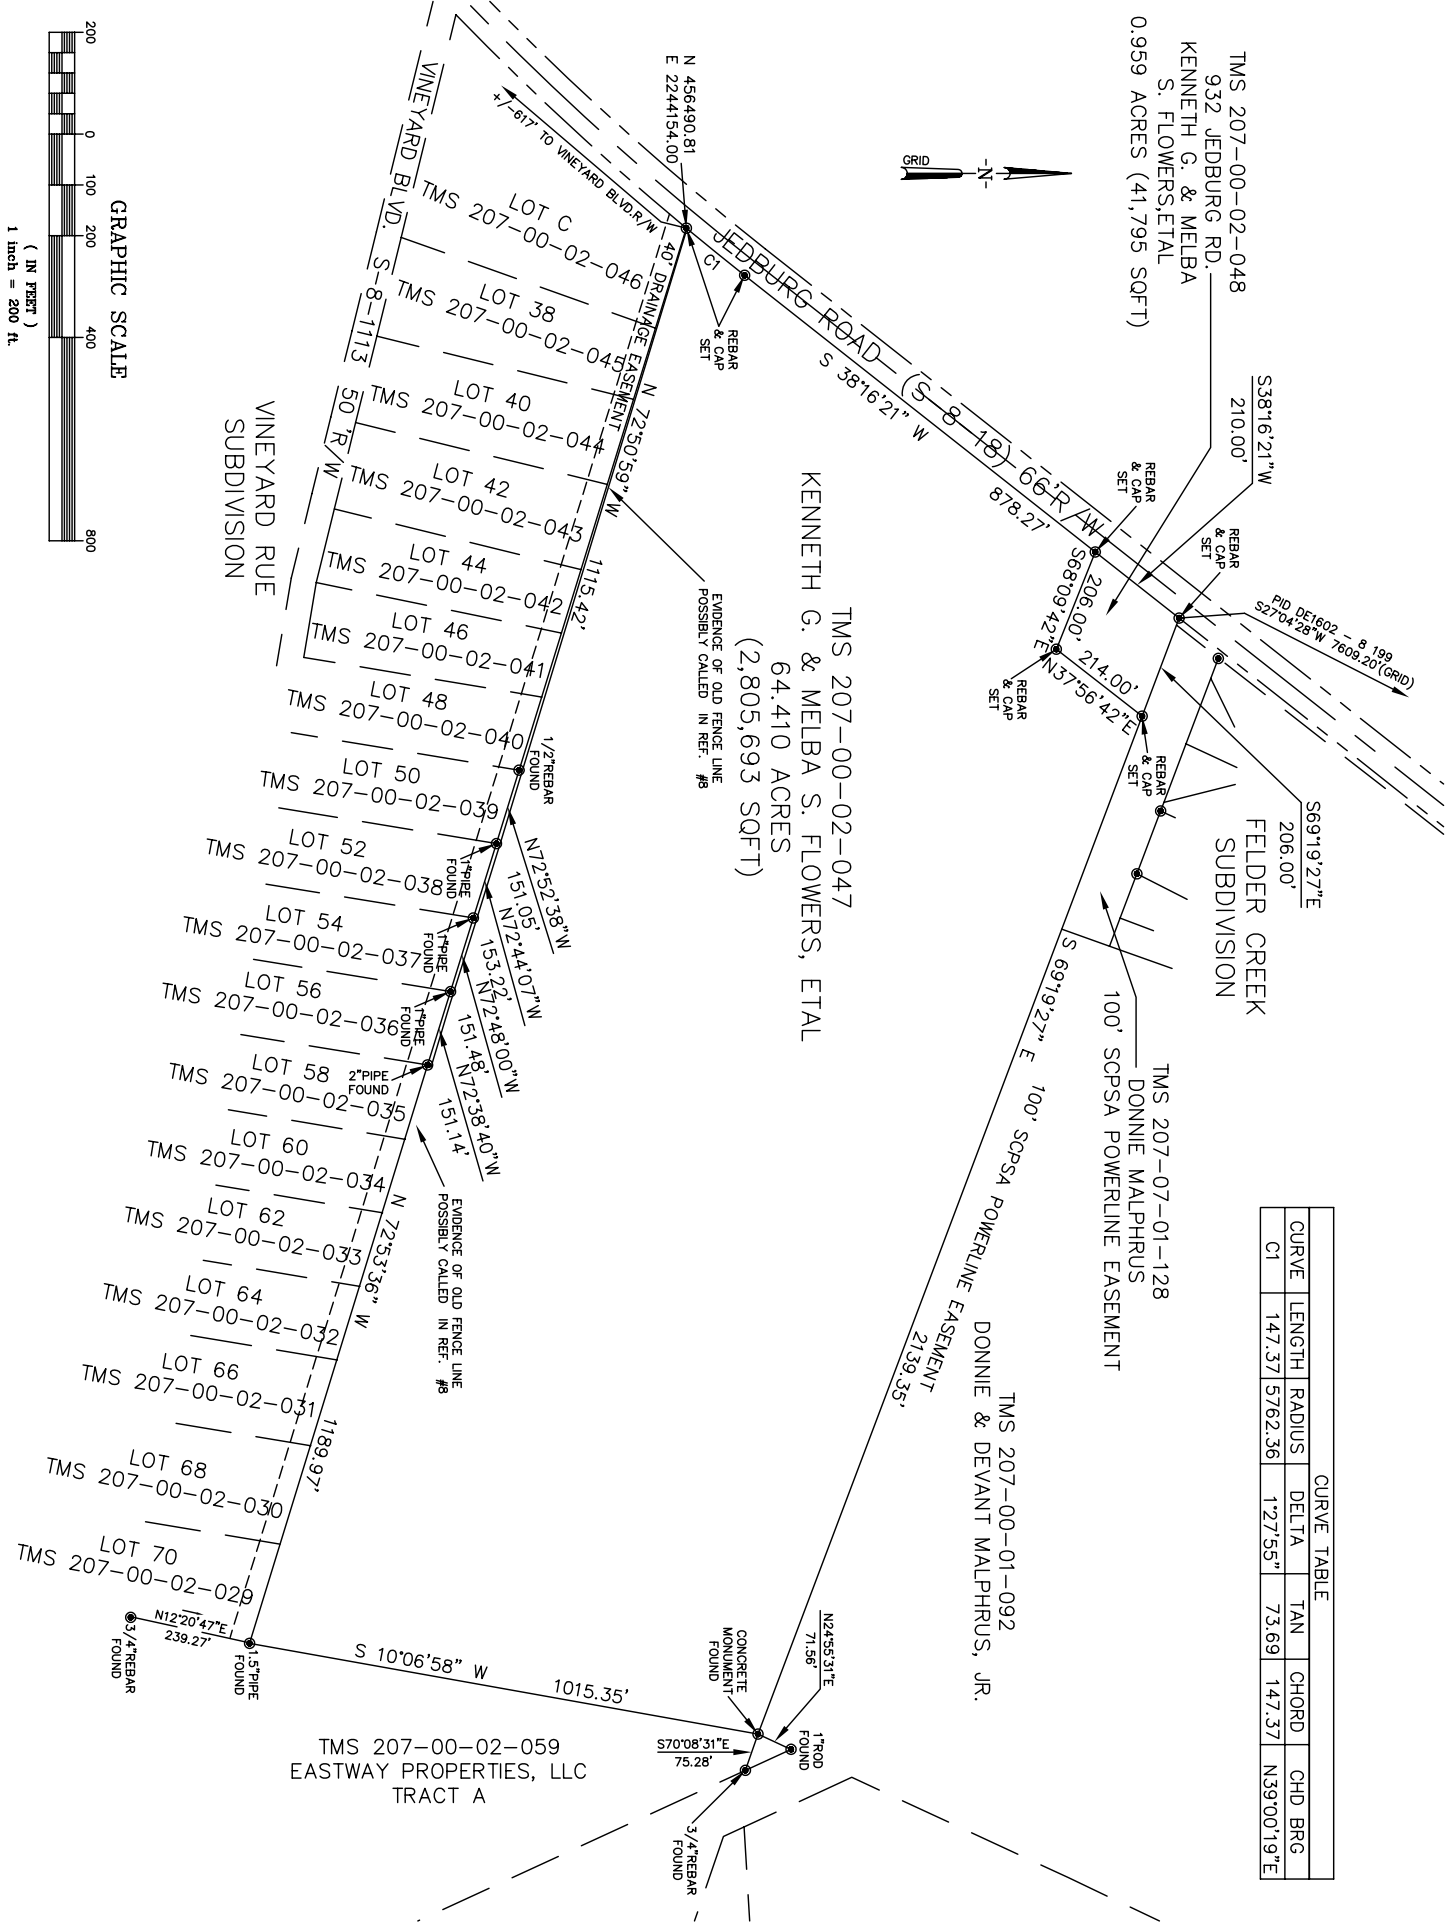 TMS 207-00-02-048
932 JEDBURG RD.
KENNETH G. & MELBA
S. FLOWERS,ETAL
0.959 ACRES (41,795 SQFT)
GRID
-N-
N 456490.81
E 2244154.00
+/-617' TO VINEYARD BLVD.R/W
JEDBURG ROAD (S 8 18) 66'R/W
C1
REBAR
& CAP
SET
S 38°16'21" W
878.27'
S38°16'21"W
210.00'
REBAR
& CAP
SET
REBAR
& CAP
SET
PID DE1602 - 8 199
S27°04'28"W 7609.20'(GRID)
206.00'
S68°09'42"E
214.00'
N37°56'42"E
REBAR
& CAP
SET
REBAR
& CAP
SET
S69°19'27"E
206.00'
FELDER CREEK
SUBDIVISION
TMS 207-07-01-128
DONNIE MALPHRUS
100' SCPSA POWERLINE EASEMENT
S 69°19'27" E
100' SCPSA POWERLINE EASEMENT
2139.35'
TMS 207-00-01-092
DONNIE & DEVANT MALPHRUS, JR.
CURVE TABLE
CURVE LENGTH RADIUS DELTA TAN CHORD CHD BRG
C1 147.37 5762.36 1°27'55" 73.69 147.37 N39°00'19"E
TMS 207-00-02-047
KENNETH G. & MELBA S. FLOWERS, ETAL
64.410 ACRES
(2,805,693 SQFT)
EVIDENCE OF OLD FENCE LINE
POSSIBLY CALLED IN REF. #8
40' DRAINAGE EASEMENT
N 72°50'59" W
1115.42'
1/2"REBAR
FOUND
N72°52'38"W
151.05'
1"PIPE
FOUND
N72°44'07"W
153.22'
1"PIPE
FOUND
N72°48'00"W
151.48'
1"PIPE
FOUND
N72°38'40"W
151.14'
2"PIPE
FOUND
EVIDENCE OF OLD FENCE LINE
POSSIBLY CALLED IN REF. #8
N 72°53'36" W
1189.97'
LOT C
TMS 207-00-02-046
LOT 38
TMS 207-00-02-045
LOT 40
TMS 207-00-02-044
LOT 42
TMS 207-00-02-043
LOT 44
TMS 207-00-02-042
LOT 46
TMS 207-00-02-041
LOT 48
TMS 207-00-02-040
LOT 50
TMS 207-00-02-039
LOT 52
TMS 207-00-02-038
LOT 54
TMS 207-00-02-037
LOT 56
TMS 207-00-02-036
LOT 58
TMS 207-00-02-035
LOT 60
TMS 207-00-02-034
LOT 62
TMS 207-00-02-033
LOT 64
TMS 207-00-02-032
LOT 66
TMS 207-00-02-031
LOT 68
TMS 207-00-02-030
LOT 70
TMS 207-00-02-029
VINEYARD BLVD. S-8-1113 50'R/W
VINEYARD RUE
SUBDIVISION
N12°20'47"E
239.27'
3/4"REBAR
FOUND
1.5"PIPE
FOUND
S 10°06'58" W
1015.35'
CONCRETE
MONUMENT
FOUND
N24°55'31"E
71.56'
1"ROD
FOUND
S70°08'31"E
75.28'
3/4"REBAR
FOUND
TMS 207-00-02-059
EASTWAY PROPERTIES, LLC
TRACT A
GRAPHIC SCALE
200 0 100 200 400 800
( IN FEET )
1 inch = 200 ft.